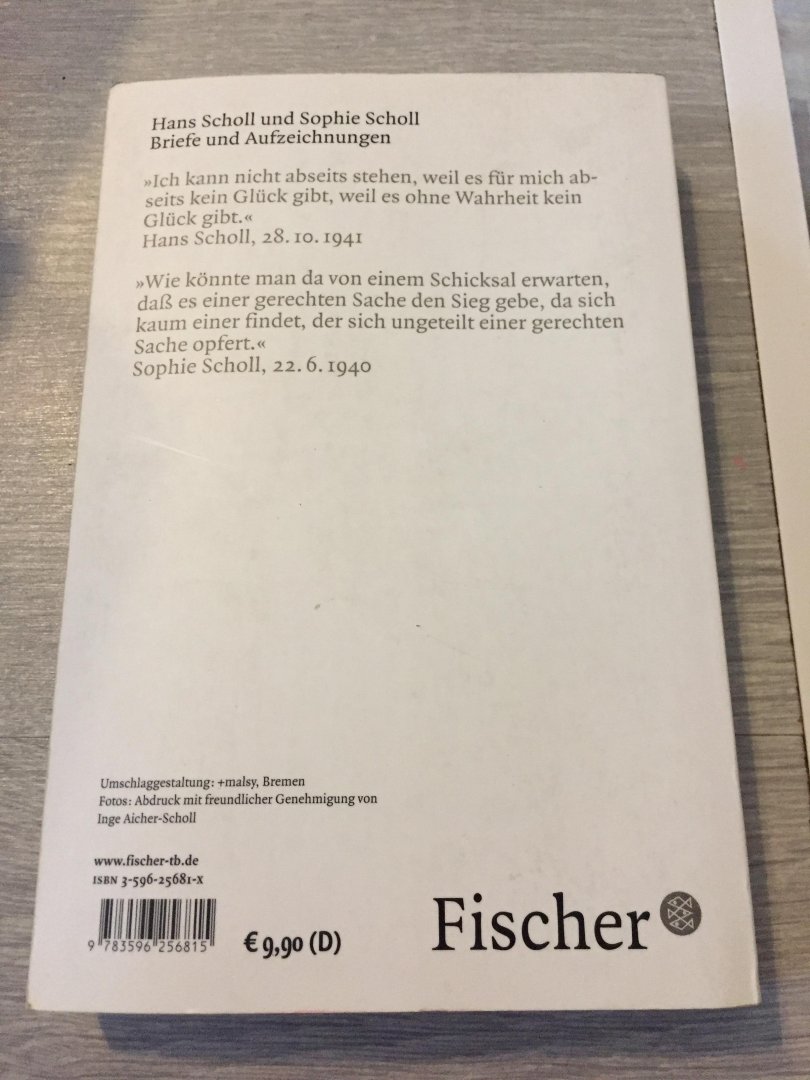 Hans Scholl und Sophie Scholl
Briefe und Aufzeichnungen
»Ich kann nicht abseits stehen, weil es für mich ab-
seits kein Glück gibt, weil es ohne Wahrheit kein
Glück gibt.«
Hans Scholl, 28. 10. 1941
»Wie könnte man da von einem Schicksal erwarten,
daß es einer gerechten Sache den Sieg gebe, da sich
kaum einer findet, der sich ungeteilt einer gerechten
Sache opfert.«
Sophie Scholl, 22. 6. 1940
Umschlaggestaltung: +malsy, Bremen
Fotos: Abdruck mit freundlicher Genehmigung von
Inge Aicher-Scholl
www.fischer-tb.de
ISBN 3-596-25681-X
9 783596 256815
€ 9,90 (D)
Fischer